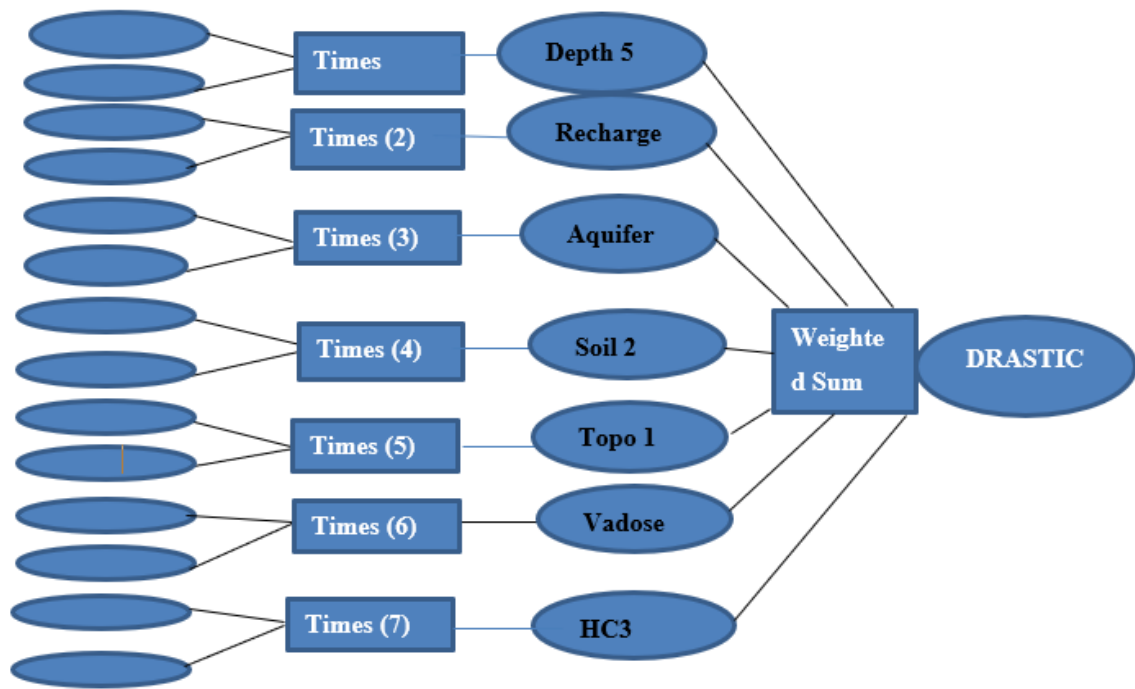 Times
Depth 5
Times (2)
Recharge
Times (3)
Aquifer
Times (4)
Soil 2
Weighte
d Sum
DRASTIC
Times (5)
Topo 1
Times (6)
Vadose
Times (7)
HC3